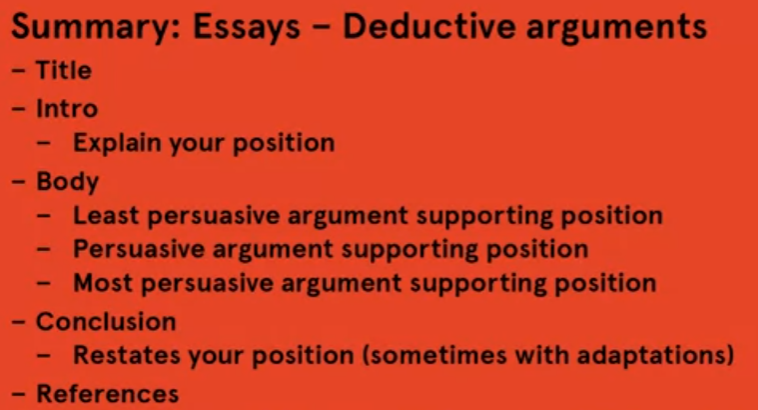 Summary: Essays – Deductive arguments
– Title
– Intro
– Explain your position
– Body
– Least persuasive argument supporting position
– Persuasive argument supporting position
– Most persuasive argument supporting position
– Conclusion
– Restates your position (sometimes with adaptations)
– References